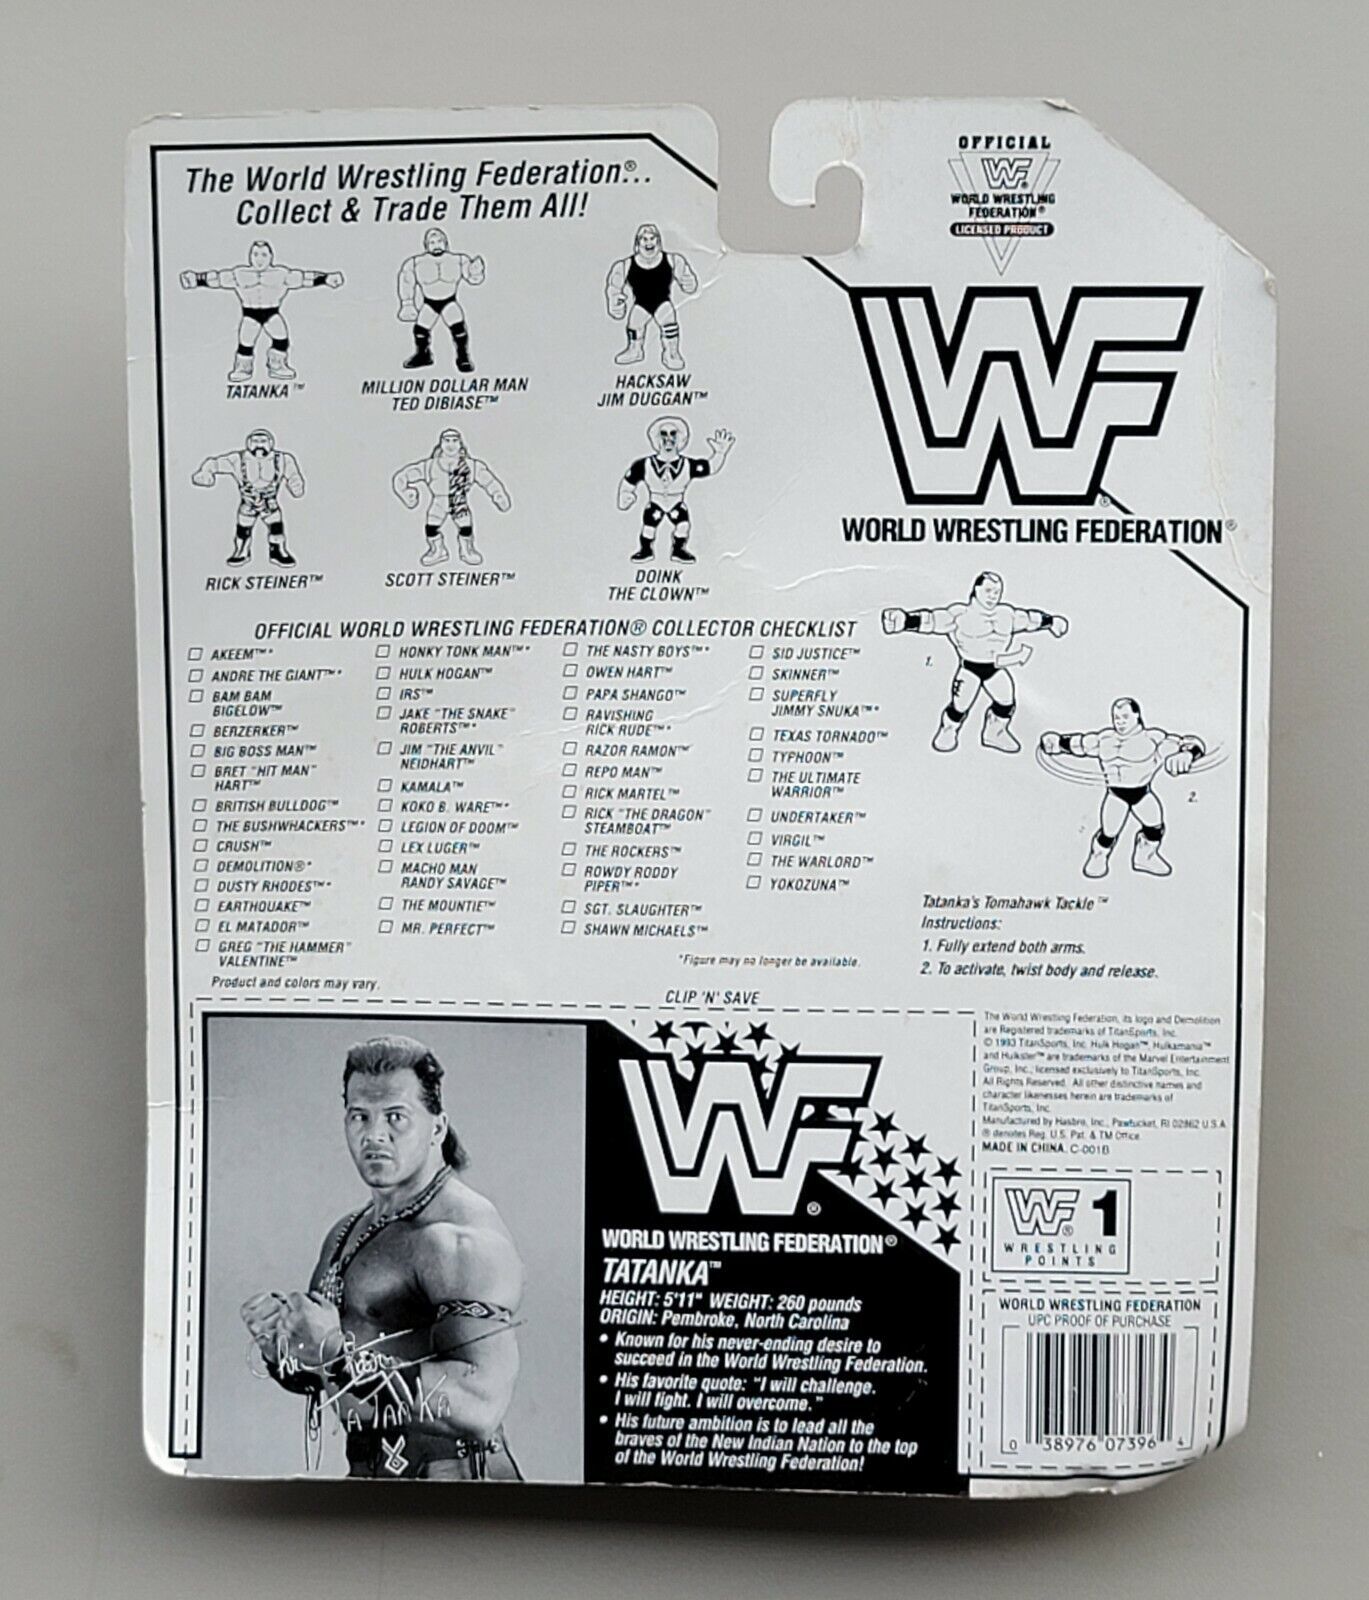 The World Wrestling Federation®...
Collect & Trade Them All!
TATANKA™
MILLION DOLLAR MAN
TED DIBIASE™
HACKSAW
JIM DUGGAN™
RICK STEINER™
SCOTT STEINER™
DOINK
THE CLOWN™
OFFICIAL
WF
WORLD WRESTLING
FEDERATION®
LICENSED PRODUCT
WF
®
WORLD WRESTLING FEDERATION®
OFFICIAL WORLD WRESTLING FEDERATION® COLLECTOR CHECKLIST
AKEEM™*
ANDRE THE GIANT™*
BAM BAM
BIGELOW™
BERZERKER™
BIG BOSS MAN™
BRET "HIT MAN"
HART™
BRITISH BULLDOG™
THE BUSHWHACKERS™*
CRUSH™
DEMOLITION®*
DUSTY RHODES™*
EARTHQUAKE™
EL MATADOR™
GREG "THE HAMMER"
VALENTINE™
HONKY TONK MAN™*
HULK HOGAN™
IRS™
JAKE "THE SNAKE"
ROBERTS™*
JIM "THE ANVIL"
NEIDHART™
KAMALA™
KOKO B. WARE™*
LEGION OF DOOM™
LEX LUGER™
MACHO MAN
RANDY SAVAGE™
THE MOUNTIE™
MR. PERFECT™
THE NASTY BOYS™*
OWEN HART™
PAPA SHANGO™
RAVISHING
RICK RUDE™*
RAZOR RAMON™
REPO MAN™
RICK MARTEL™
RICK "THE DRAGON"
STEAMBOAT™
THE ROCKERS™
ROWDY RODDY
PIPER™*
SGT. SLAUGHTER™
SHAWN MICHAELS™
SID JUSTICE™
SKINNER™
SUPERFLY
JIMMY SNUKA™*
TEXAS TORNADO™
TYPHOON™
THE ULTIMATE
WARRIOR™
UNDERTAKER™
VIRGIL™
THE WARLORD™
YOKOZUNA™
*Figure may no longer be available.
Product and colors may vary.
1.
2.
Tatanka's Tomahawk Tackle™
Instructions:
1. Fully extend both arms.
2. To activate, twist body and release.
CLIP 'N' SAVE
WF
®
WORLD WRESTLING FEDERATION®
TATANKA™
HEIGHT: 5'11" WEIGHT: 260 pounds
ORIGIN: Pembroke, North Carolina
• Known for his never-ending desire to
succeed in the World Wrestling Federation.
• His favorite quote: "I will challenge.
I will fight. I will overcome."
• His future ambition is to lead all the
braves of the New Indian Nation to the top
of the World Wrestling Federation!
TATANKA
The World Wrestling Federation, its logo and Demolition
are Registered trademarks of TitanSports, Inc.
© 1993 TitanSports, Inc. Hulk Hogan™, Hulkamania™
and Hulkster™ are trademarks of the Marvel Entertainment
Group, Inc., licensed exclusively to TitanSports, Inc.
All Rights Reserved. All other distinctive names and
character likenesses herein are trademarks of
TitanSports, Inc.
Manufactured by Hasbro, Inc., Pawtucket, RI 02862 U.S.A.
® denotes Reg. U.S. Pat. & TM Office
MADE IN CHINA. C-001B
WF® 1
WRESTLING
POINTS
WORLD WRESTLING FEDERATION
UPC PROOF OF PURCHASE
0 38976 07396 4